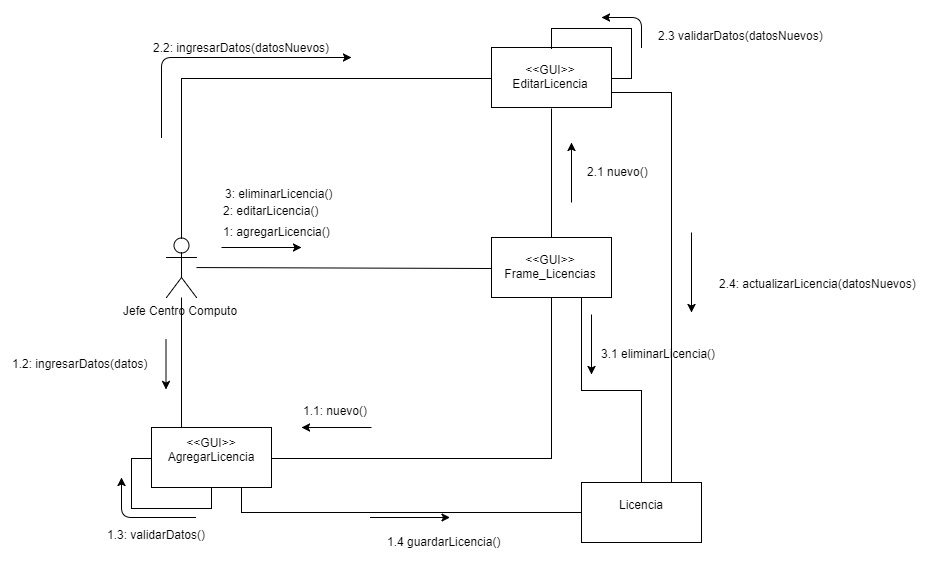 2.3 validarDatos(datosNuevos)
2.2: ingresarDatos(datosNuevos)
<<GUI>>
EditarLicencia
2.1 nuevo()
3: eliminarLicencia()
2: editarLicencia()
1: agregarLicencia()
<<GUI>>
Frame_Licencias
2.4: actualizarLicencia(datosNuevos)
Jefe Centro Computo
3.1 eliminarLicencia()
1.2: ingresarDatos(datos)
1.1: nuevo()
<<GUI>>
AgregarLicencia
Licencia
1.3: validarDatos()
1.4 guardarLicencia()